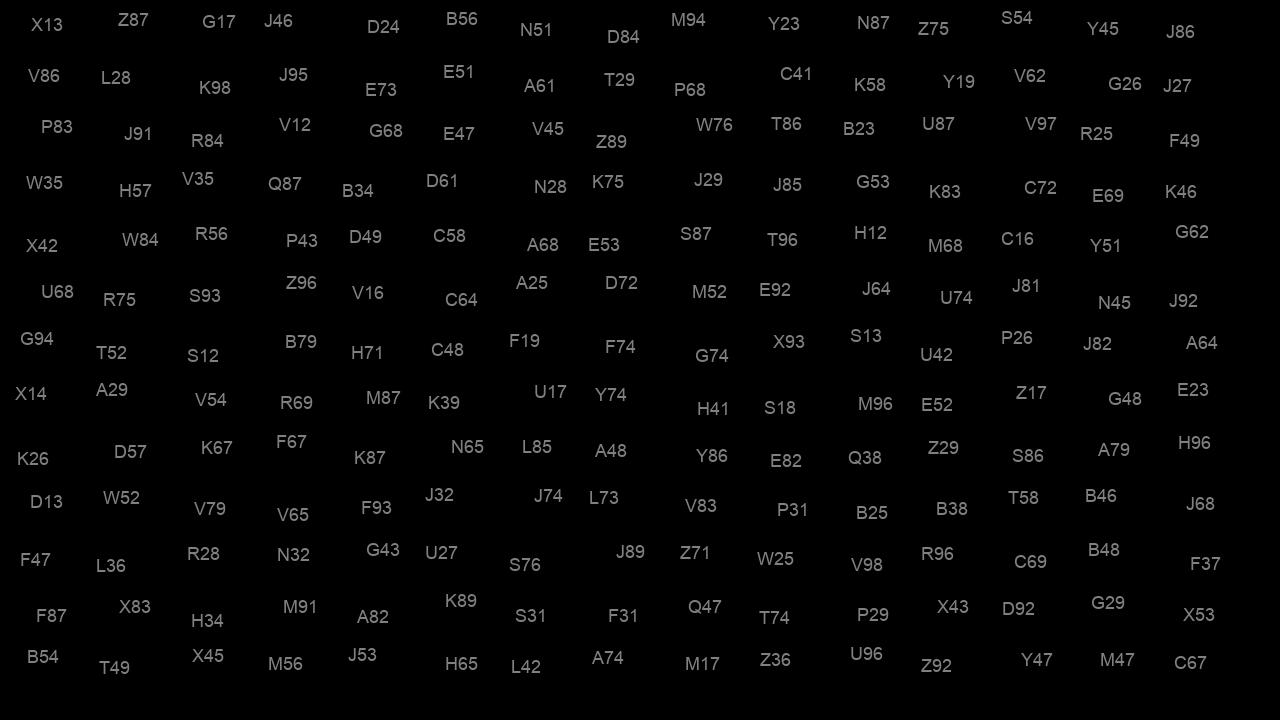 X13 Z87 G17 J46 D24 B56 N51 D84 M94 Y23 N87 Z75 S54 Y45 J86
V86 L28 K98 J95 E73 E51 A61 T29 P68 C41 K58 Y19 V62 G26 J27
P83 J91 R84 V12 G68 E47 V45 Z89 W76 T86 B23 U87 V97 R25 F49
W35 H57 V35 Q87 B34 D61 N28 K75 J29 J85 G53 K83 C72 E69 K46
X42 W84 R56 P43 D49 C58 A68 E53 S87 T96 H12 M68 C16 Y51 G62
U68 R75 S93 Z96 V16 C64 A25 D72 M52 E92 J64 U74 J81 N45 J92
G94 T52 S12 B79 H71 C48 F19 F74 G74 X93 S13 U42 P26 J82 A64
X14 A29 V54 R69 M87 K39 U17 Y74 H41 S18 M96 E52 Z17 G48 E23
K26 D57 K67 F67 K87 N65 L85 A48 Y86 E82 Q38 Z29 S86 A79 H96
D13 W52 V79 V65 F93 J32 J74 L73 V83 P31 B25 B38 T58 B46 J68
F47 L36 R28 N32 G43 U27 S76 J89 Z71 W25 V98 R96 C69 B48 F37
F87 X83 H34 M91 A82 K89 S31 F31 Q47 T74 P29 X43 D92 G29 X53
B54 T49 X45 M56 J53 H65 L42 A74 M17 Z36 U96 Z92 Y47 M47 C67